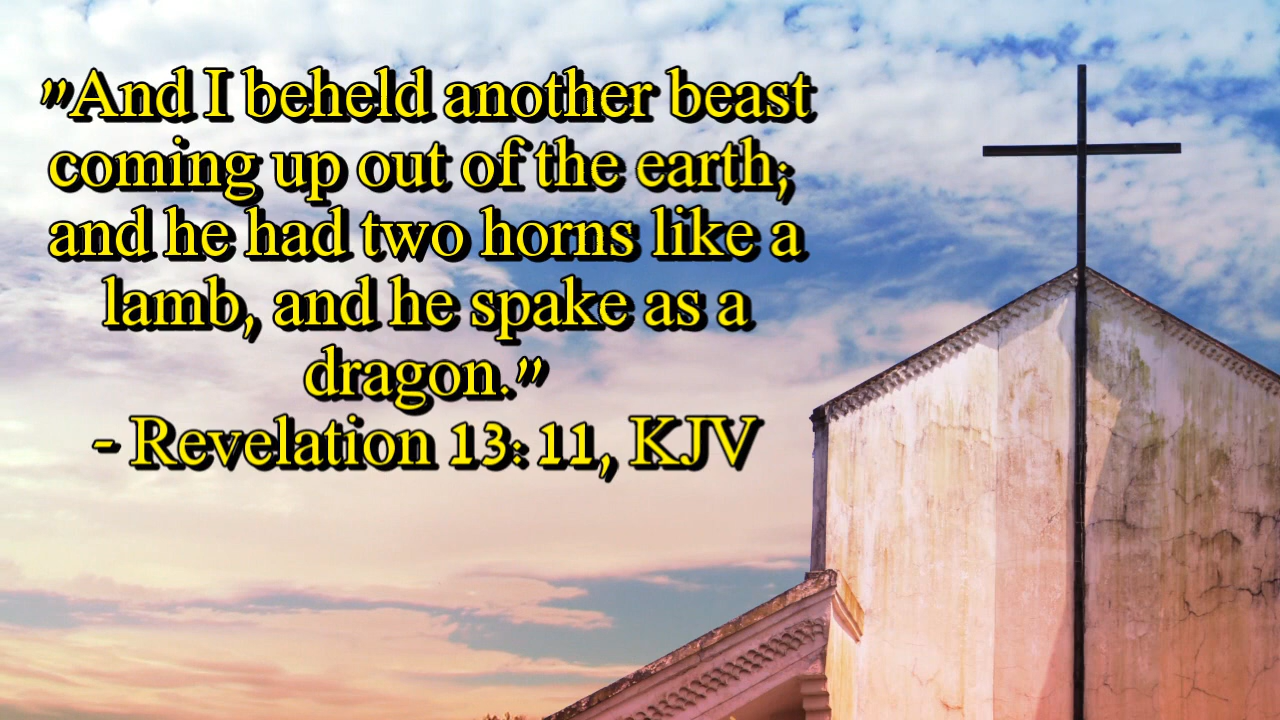 "And I beheld another beast
coming up out of the earth;
and he had two horns like a
lamb, and he spake as a
dragon."
- Revelation 13:11, KJV